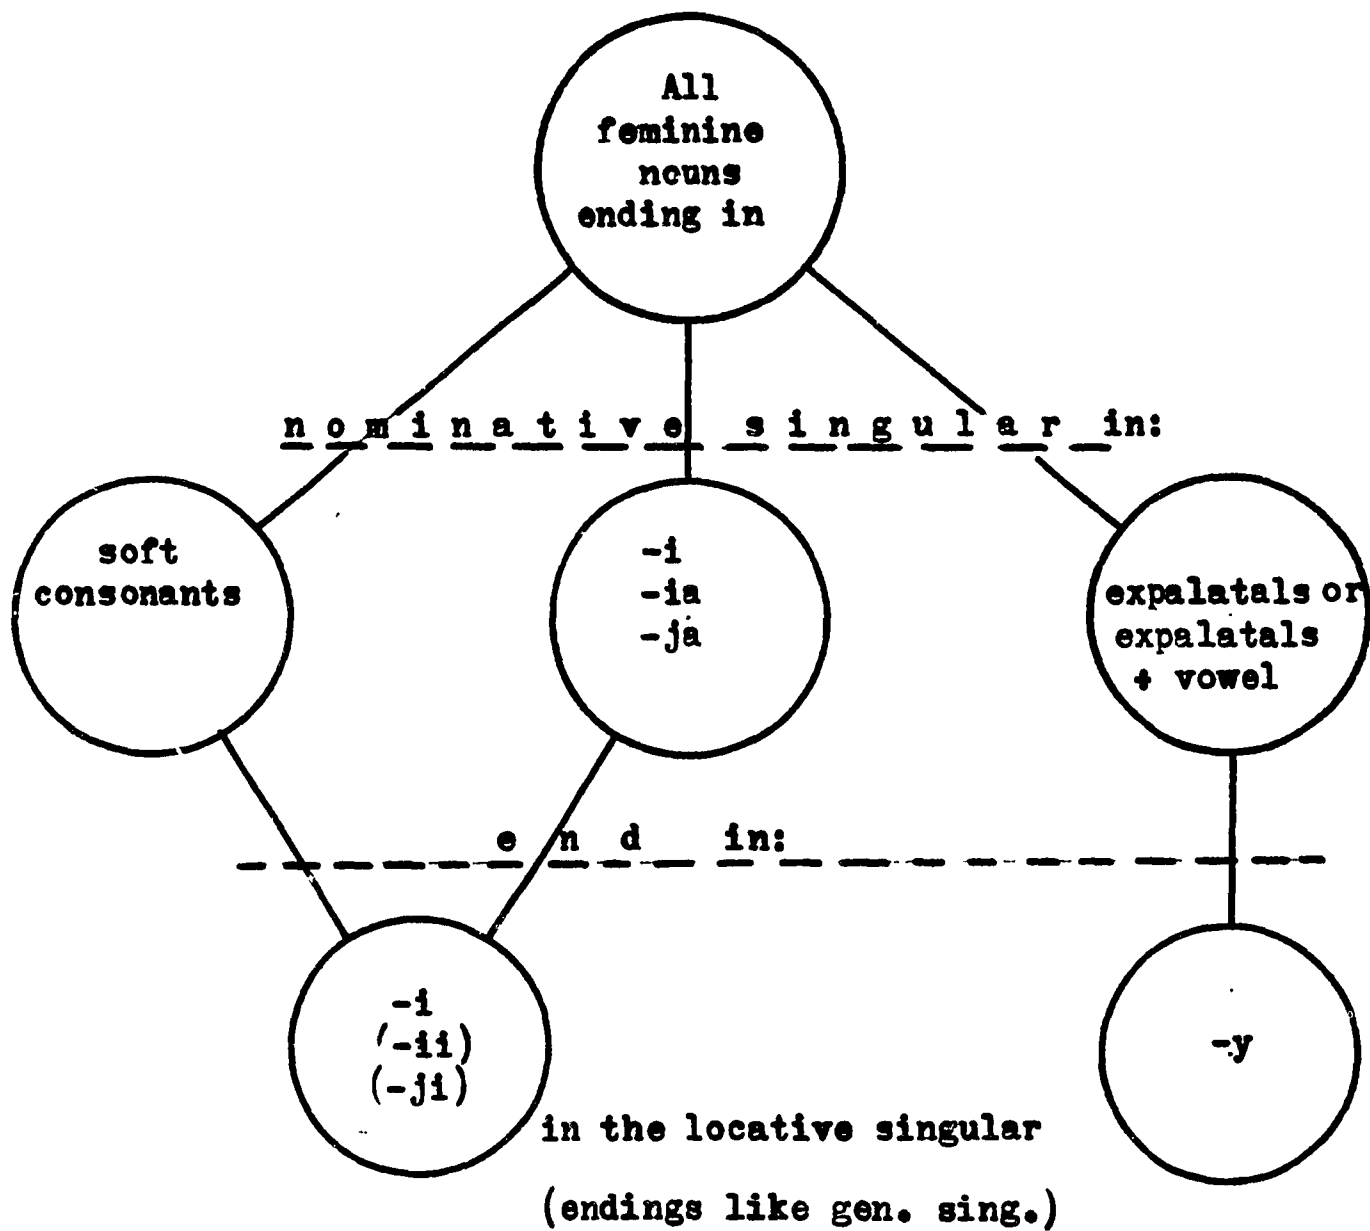 All
feminine
nouns
ending in
nominative singular in:
soft
consonants
-i
-ia
-ja
expalatals or
expalatals
+ vowel
end in:
-i
(-ii)
(-ji)
-y
in the locative singular
(endings like gen. sing.)